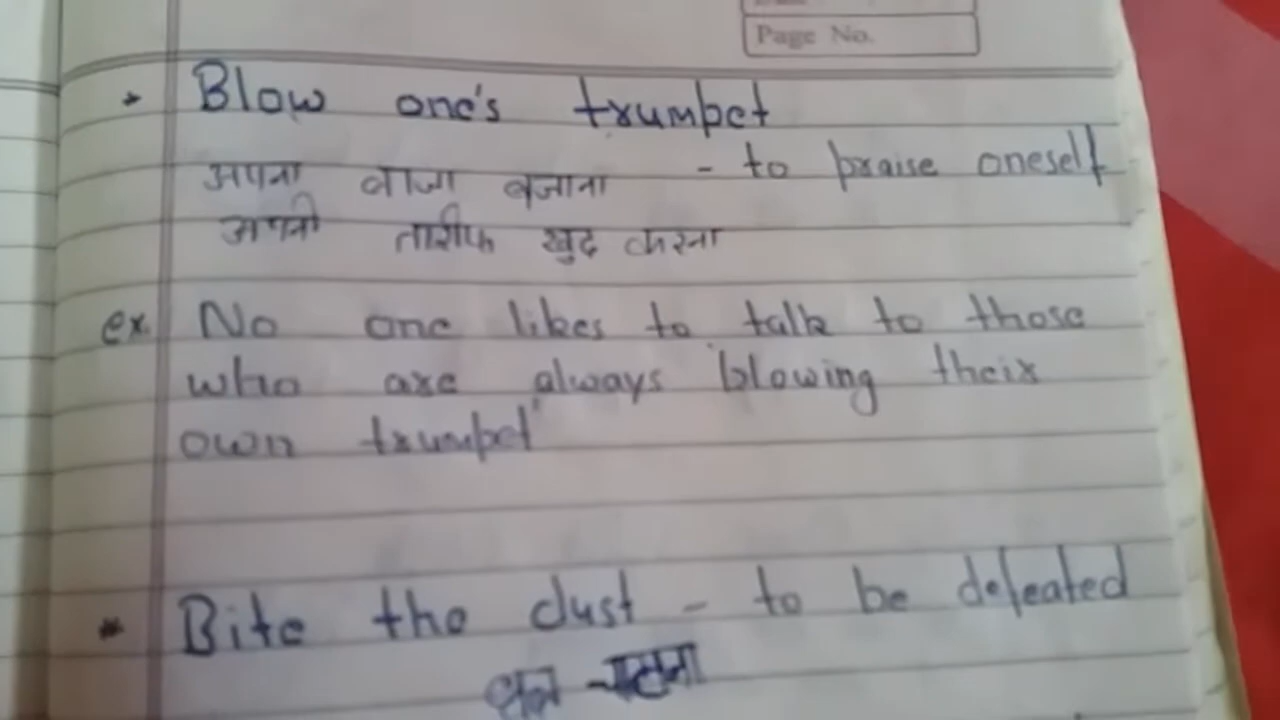 Page No.
* Blow one's trumpet
अपना बाजा बजाना - to praise oneself
अपनी तारीफ खुद करना
ex. No one likes to talk to those
who are always blowing their
own trumpet
* Bite the dust - to be defeated
धूल चाटना